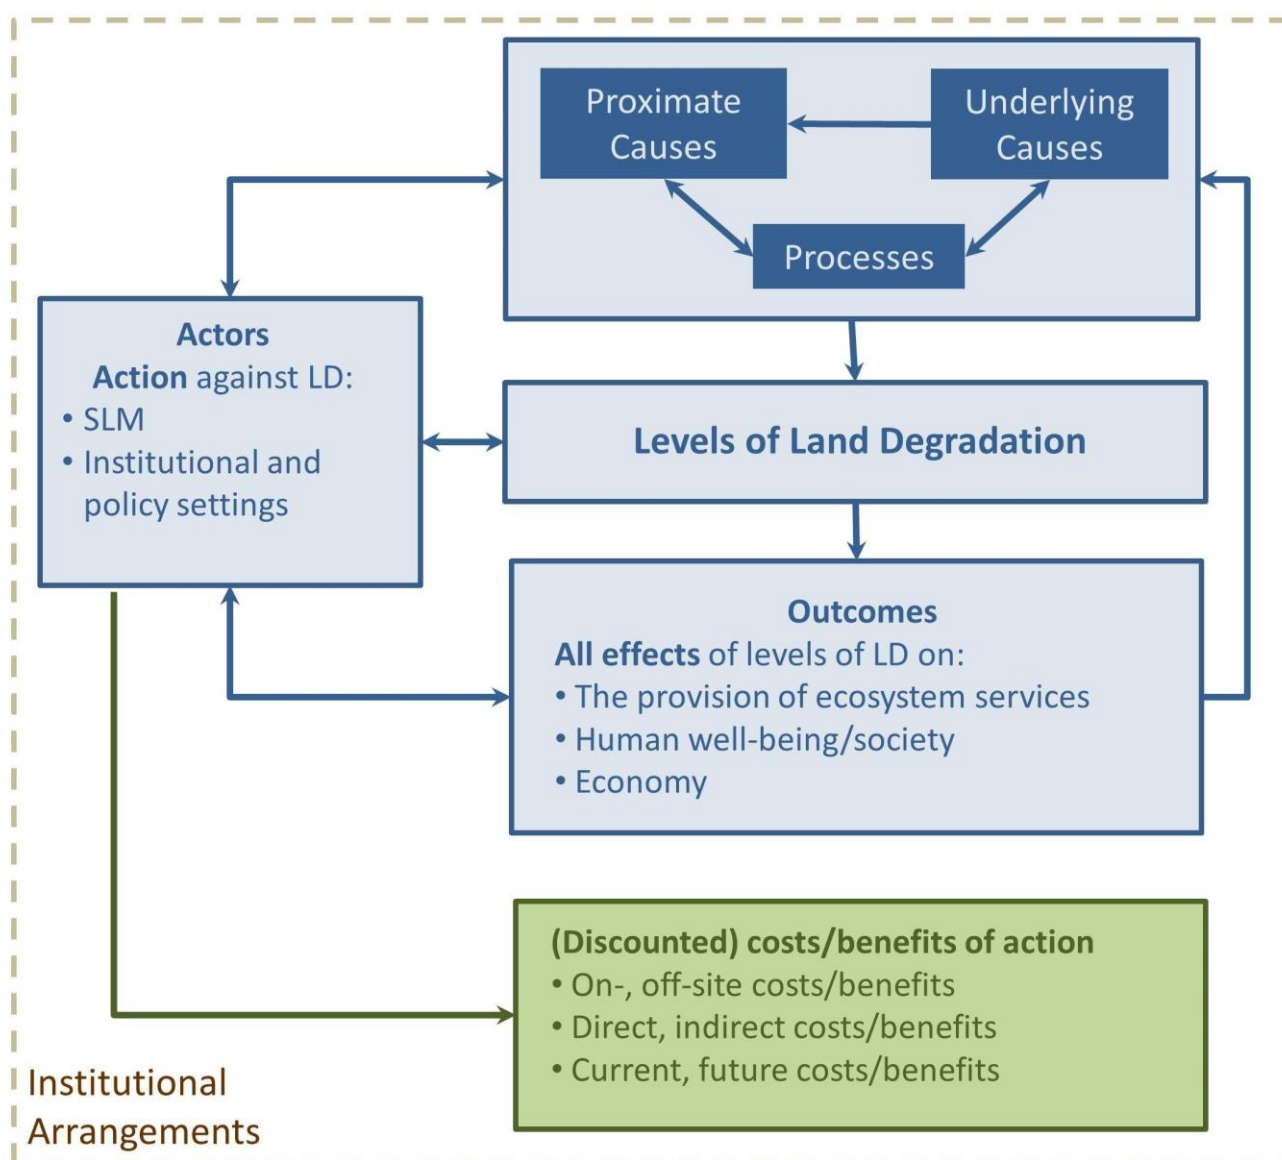 Proximate
Causes
Underlying
Causes
Processes
Actors
Action against LD:
• SLM
• Institutional and
policy settings
Levels of Land Degradation
Outcomes
All effects of levels of LD on:
• The provision of ecosystem services
• Human well-being/society
• Economy
(Discounted) costs/benefits of action
• On-, off-site costs/benefits
• Direct, indirect costs/benefits
• Current, future costs/benefits
Institutional
Arrangements